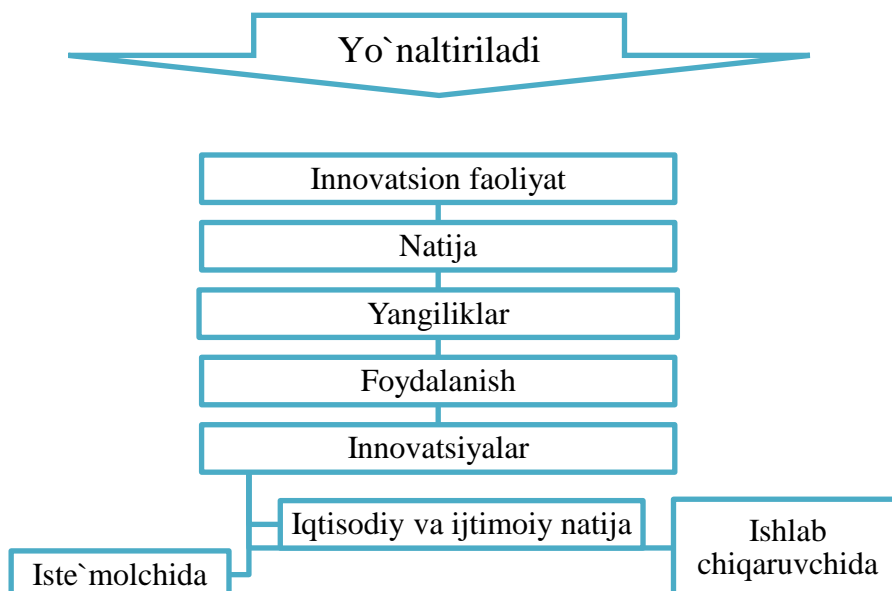 Yo`naltiriladi
Innovatsion faoliyat
Natija
Yangiliklar
Foydalanish
Innovatsiyalar
Iqtisodiy va ijtimoiy natija
Ishlab
chiqaruvchida
Iste`molchida